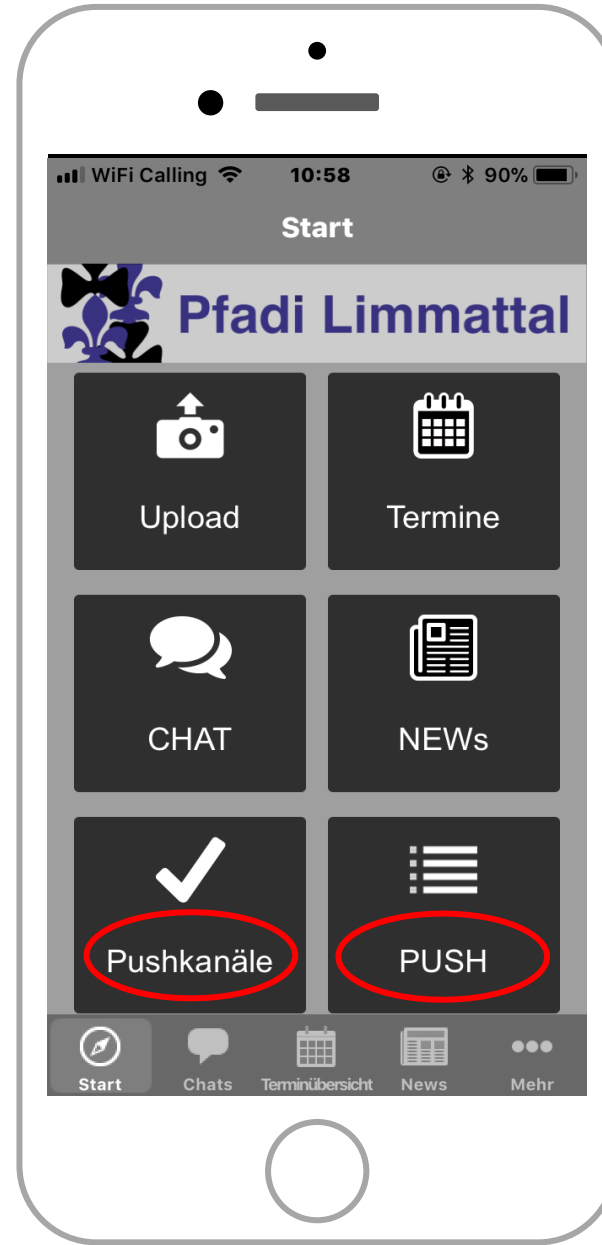 WiFi Calling 10:58 90%
Start
Pfadi Limmattal
Upload Termine
CHAT NEWs
Pushkanäle PUSH
Start Chats Terminübersicht News Mehr